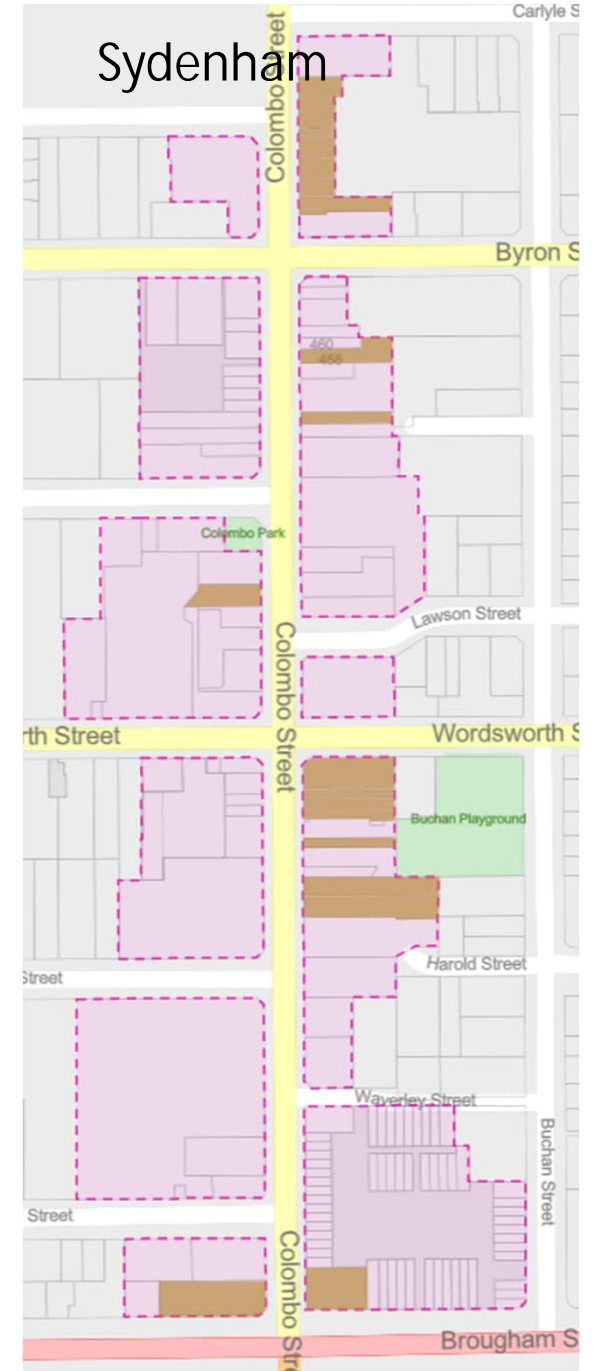 Carlyle S
Sydenham
Colombo Street
Byron S
460
458
Colombo Park
Lawson Street
Colombo Street
rth Street
Wordsworth S
Buchan Playground
Harold Street
Street
Waverley Street
Buchan Street
Street
Colombo Stre
Brougham S